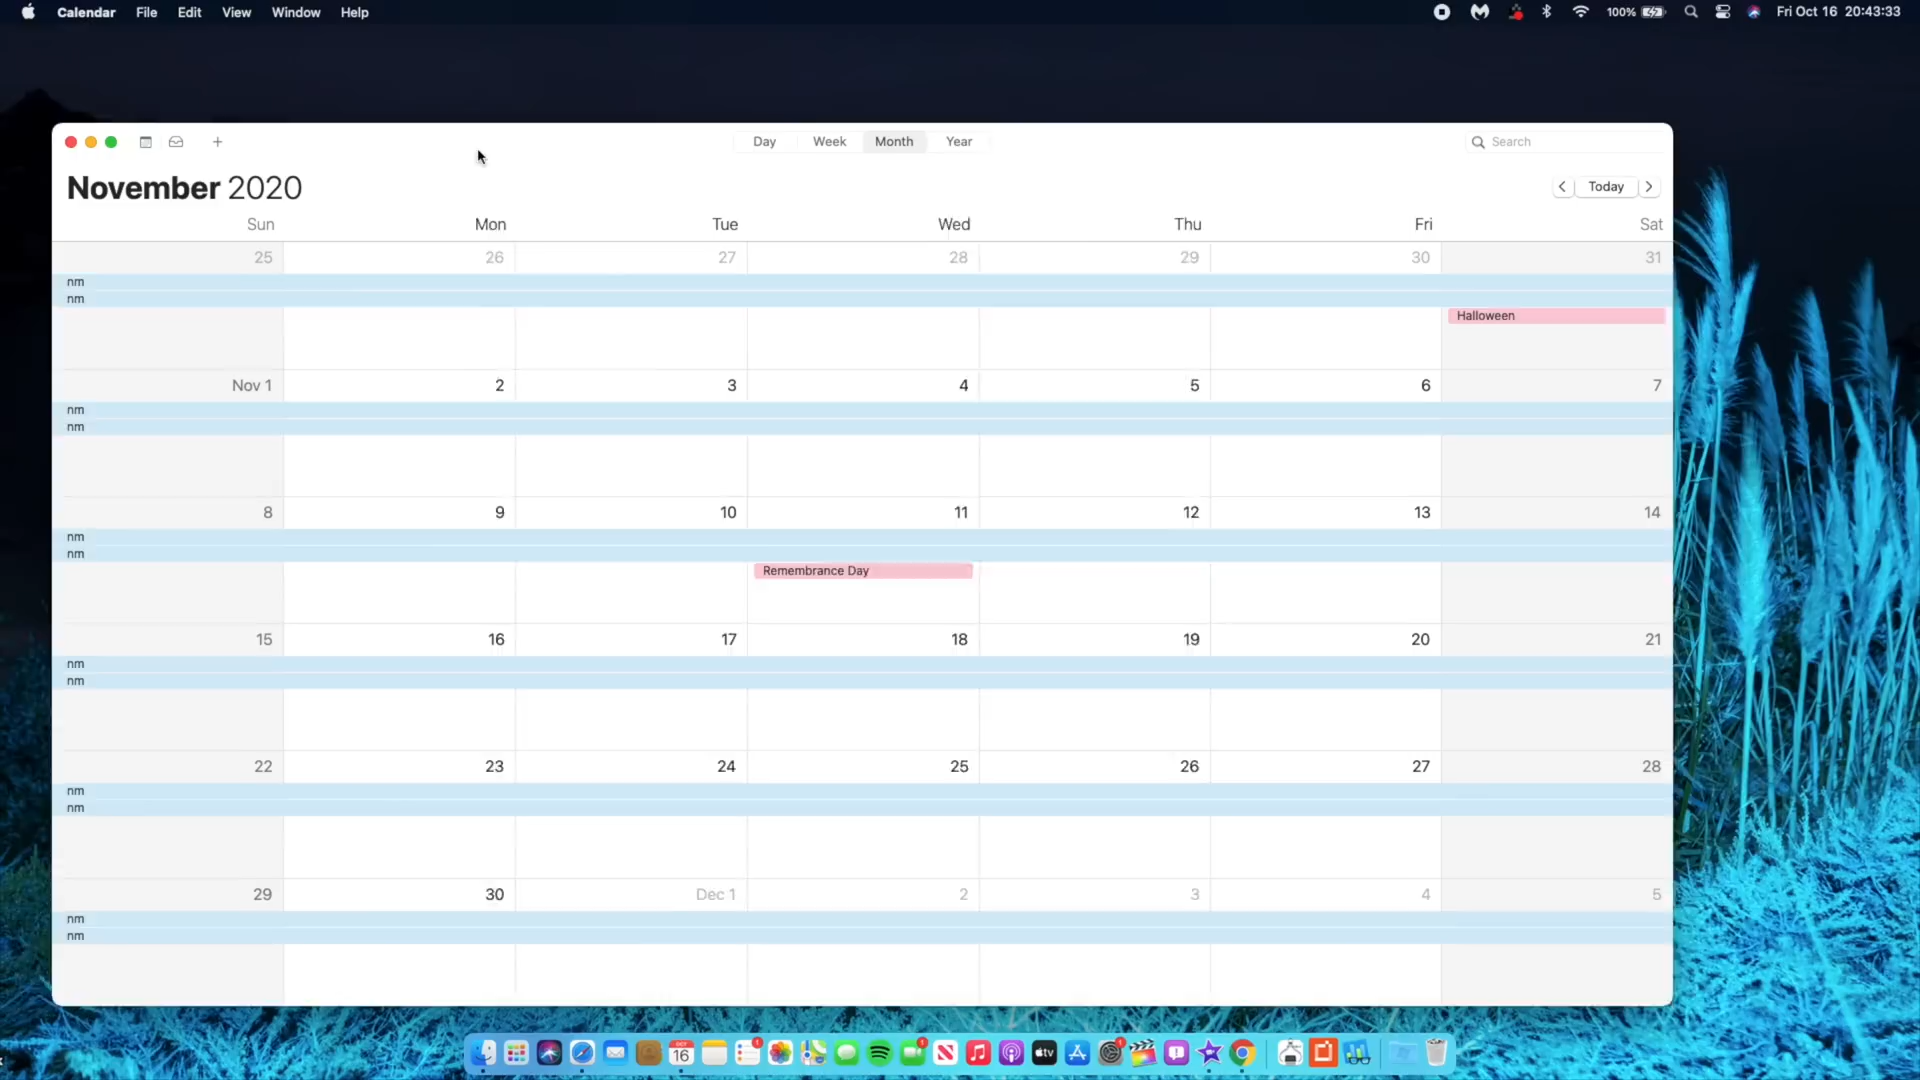 Calendar File Edit View Window Help 100% Fri Oct 16 20:43:33
Day Week Month Year Search
November 2020
Today
Sun Mon Tue Wed Thu Fri Sat
25 26 27 28 29 30 31
nm
nm
Halloween
Nov 1 2 3 4 5 6 7
nm
nm
8 9 10 11 12 13 14
nm
nm
Remembrance Day
15 16 17 18 19 20 21
nm
nm
22 23 24 25 26 27 28
nm
nm
29 30 Dec 1 2 3 4 5
nm
nm
OCT
16
tv